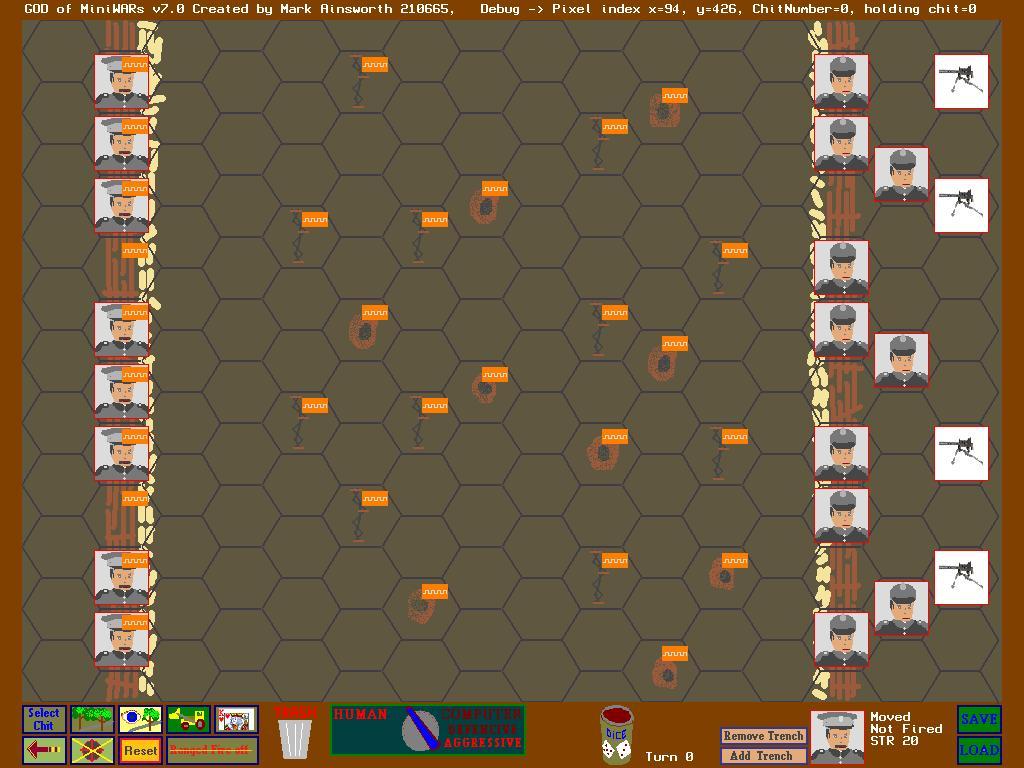 GOD of MiniWARs v7.0 Created by Mark Ainsworth 210665, Debug -> Pixel index x=94, y=426, ChitNumber=0, holding chit=0
Select
Chit
Reset
Ranged Fire off
TRASH
HUMAN
COMPUTER
DEFENSIVE
AGGRESSIVE
DICE
Turn 0
Remove Trench
Add Trench
Moved
Not Fired
STR 20
SAVE
LOAD